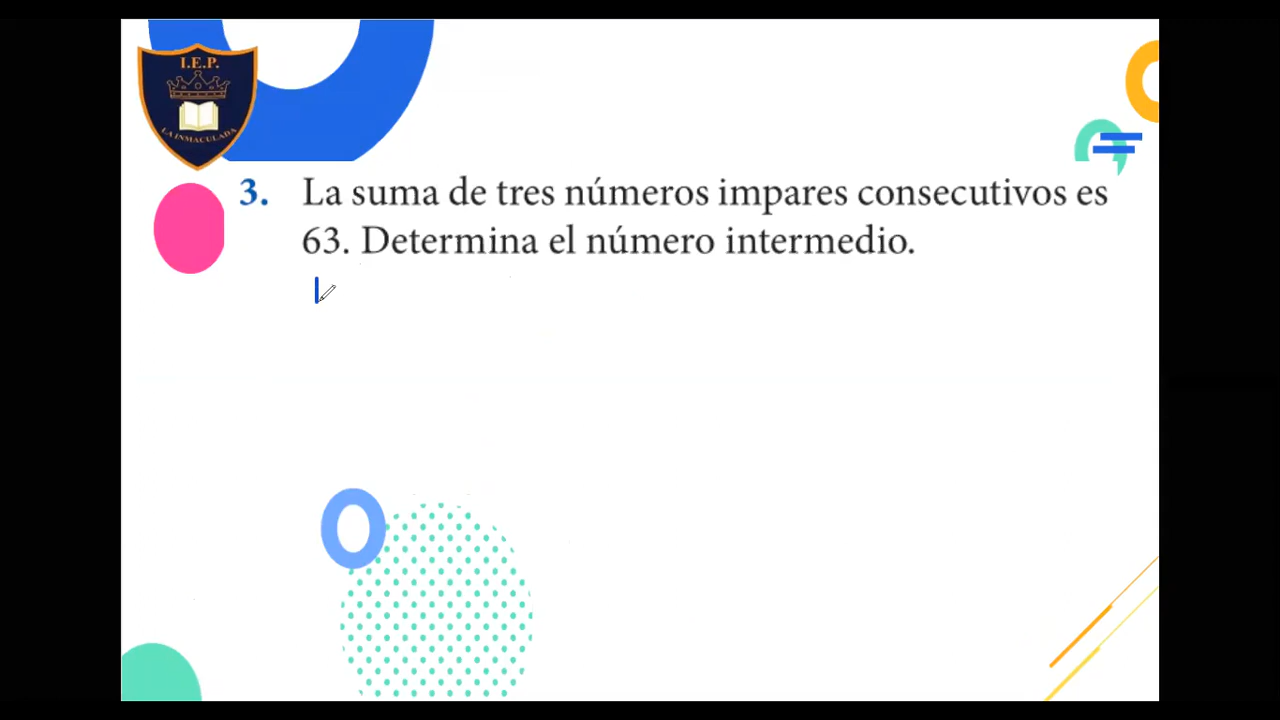 I.E.P.
LA INMACULADA
3. La suma de tres números impares consecutivos es
63. Determina el número intermedio.